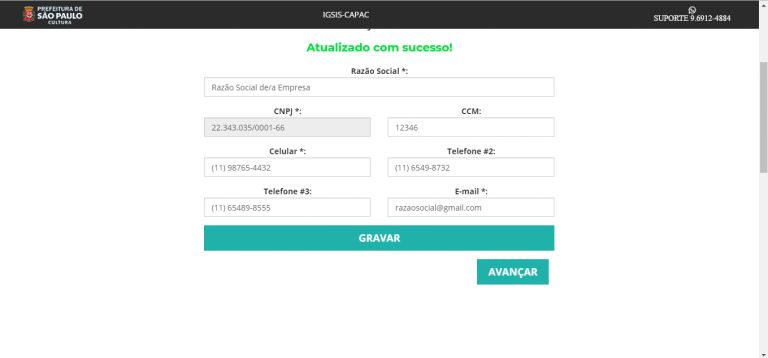 PREFEITURA DE
SÃO PAULO
CULTURA
IGSIS-CAPAC
SUPORTE 9.6912-4884
Atualizado com sucesso!
Razão Social *:
Razão Social de/a Empresa
CNPJ *:
CCM:
22.343.035/0001-66
12346
Celular *:
Telefone #2:
(11) 98765-4432
(11) 6549-8732
Telefone #3:
E-mail *:
(11) 65489-8555
razaosocial@gmail.com
GRAVAR
AVANÇAR